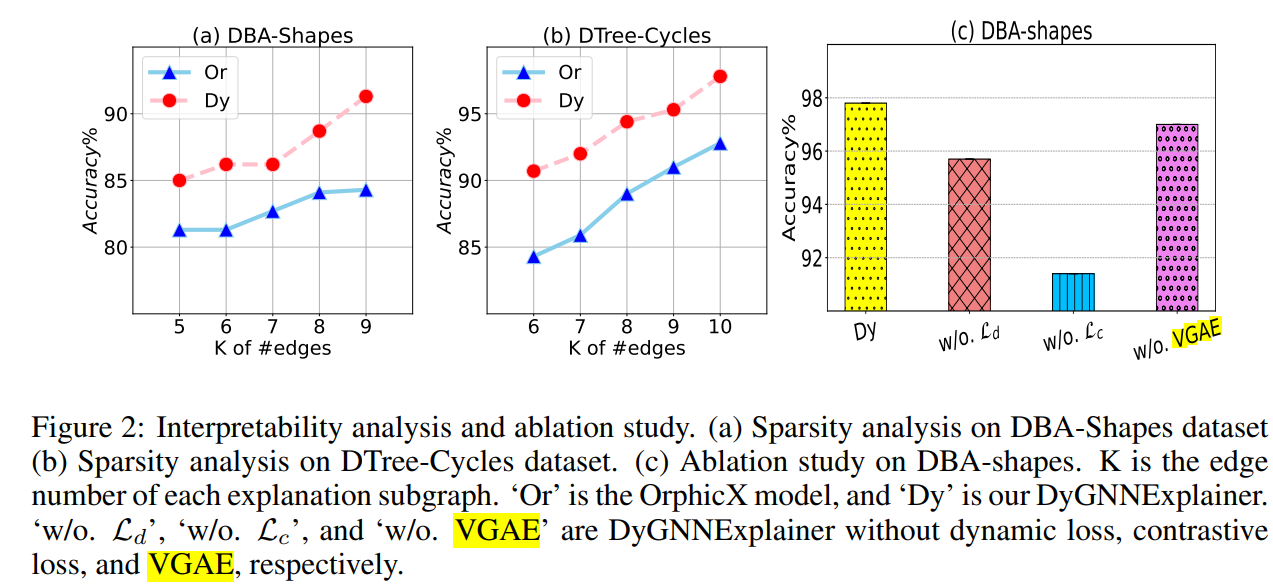 (a) DBA-Shapes
Or
Dy
90
85
80
Accuracy%
5 6 7 8 9
K of #edges
(b) DTree-Cycles
Or
Dy
95
90
85
Accuracy%
6 7 8 9 10
K of #edges
(c) DBA-shapes
98
96
94
92
Accuracy%
Dy
w/o. ℒd
w/o. ℒc
w/o. VGAE
Figure 2: Interpretability analysis and ablation study. (a) Sparsity analysis on DBA-Shapes dataset
(b) Sparsity analysis on DTree-Cycles dataset. (c) Ablation study on DBA-shapes. K is the edge
number of each explanation subgraph. ‘Or’ is the OrphicX model, and ‘Dy’ is our DyGNNExplainer.
‘w/o. ℒd’, ‘w/o. ℒc’, and ‘w/o. VGAE’ are DyGNNExplainer without dynamic loss, contrastive
loss, and VGAE, respectively.